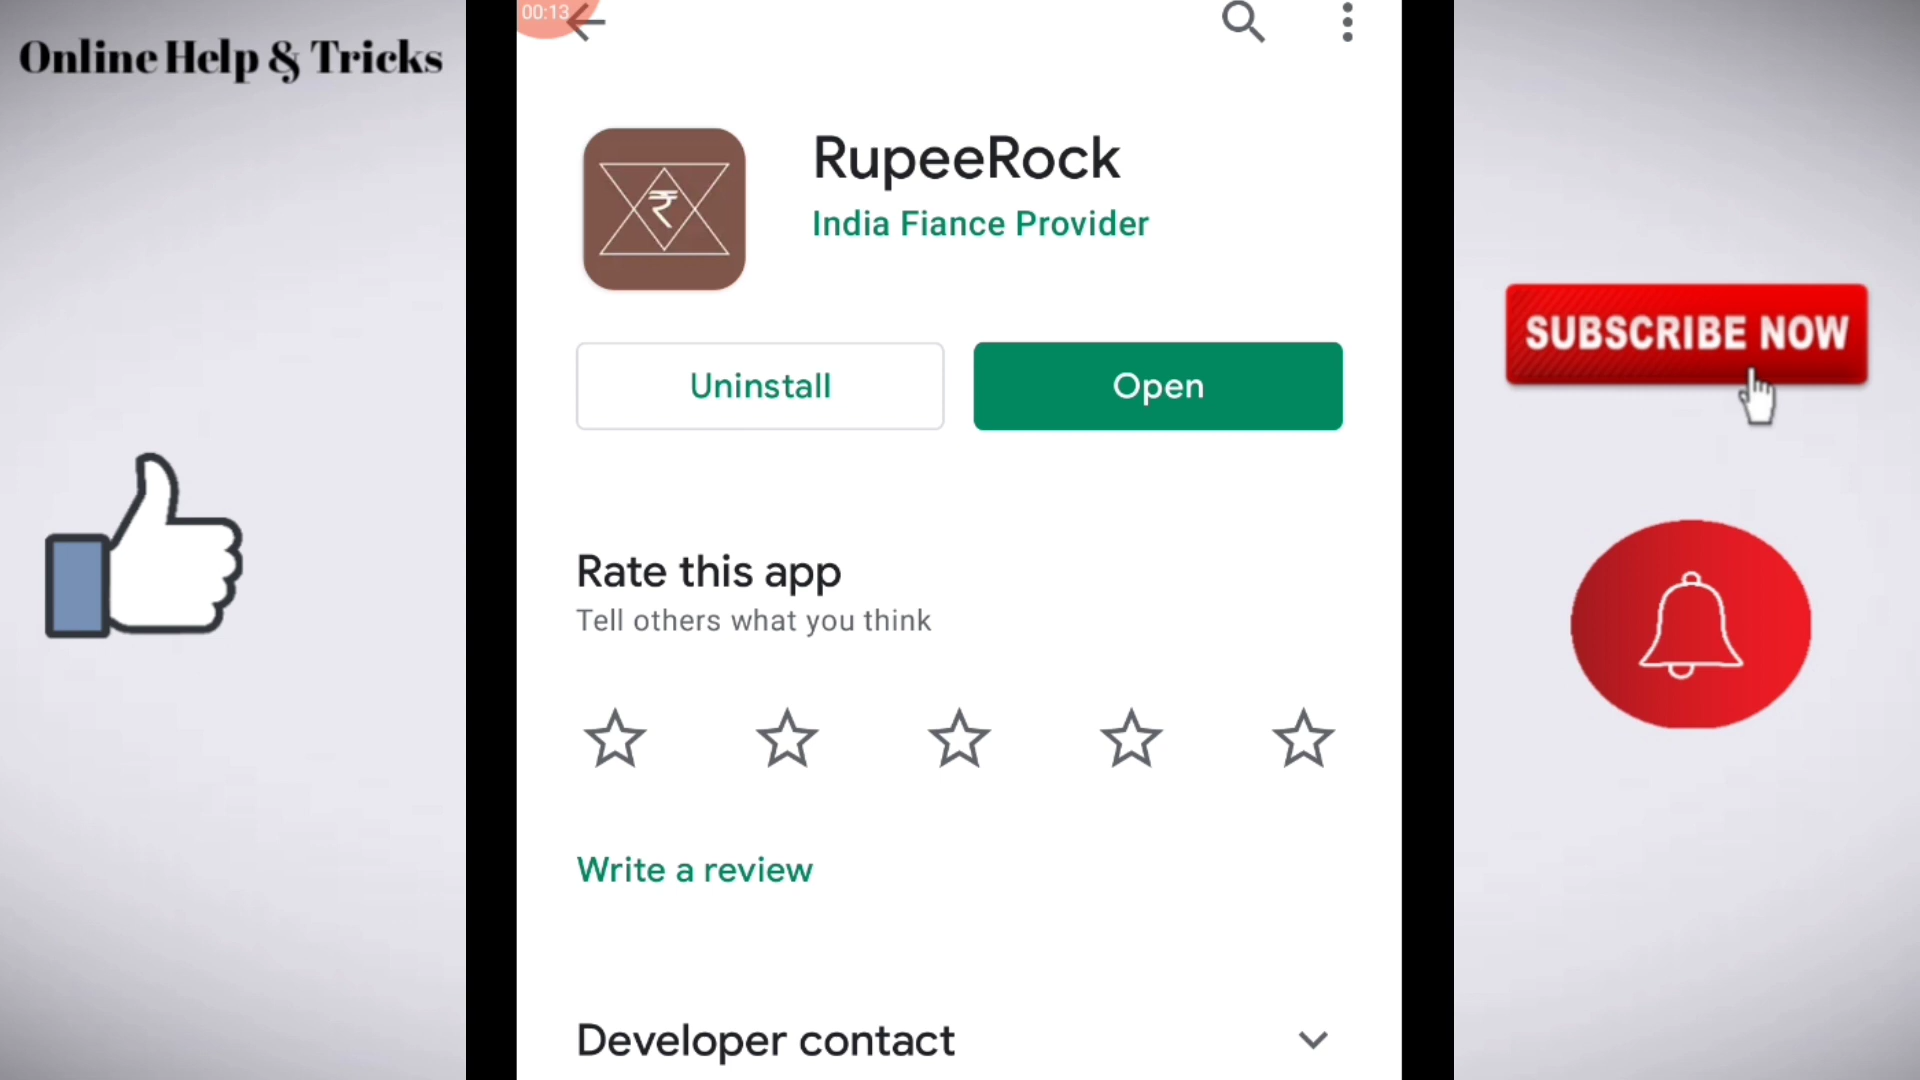 Online Help & Tricks
00:13
RupeeRock
India Fiance Provider
₹
Uninstall
Open
SUBSCRIBE NOW
Rate this app
Tell others what you think
Write a review
Developer contact